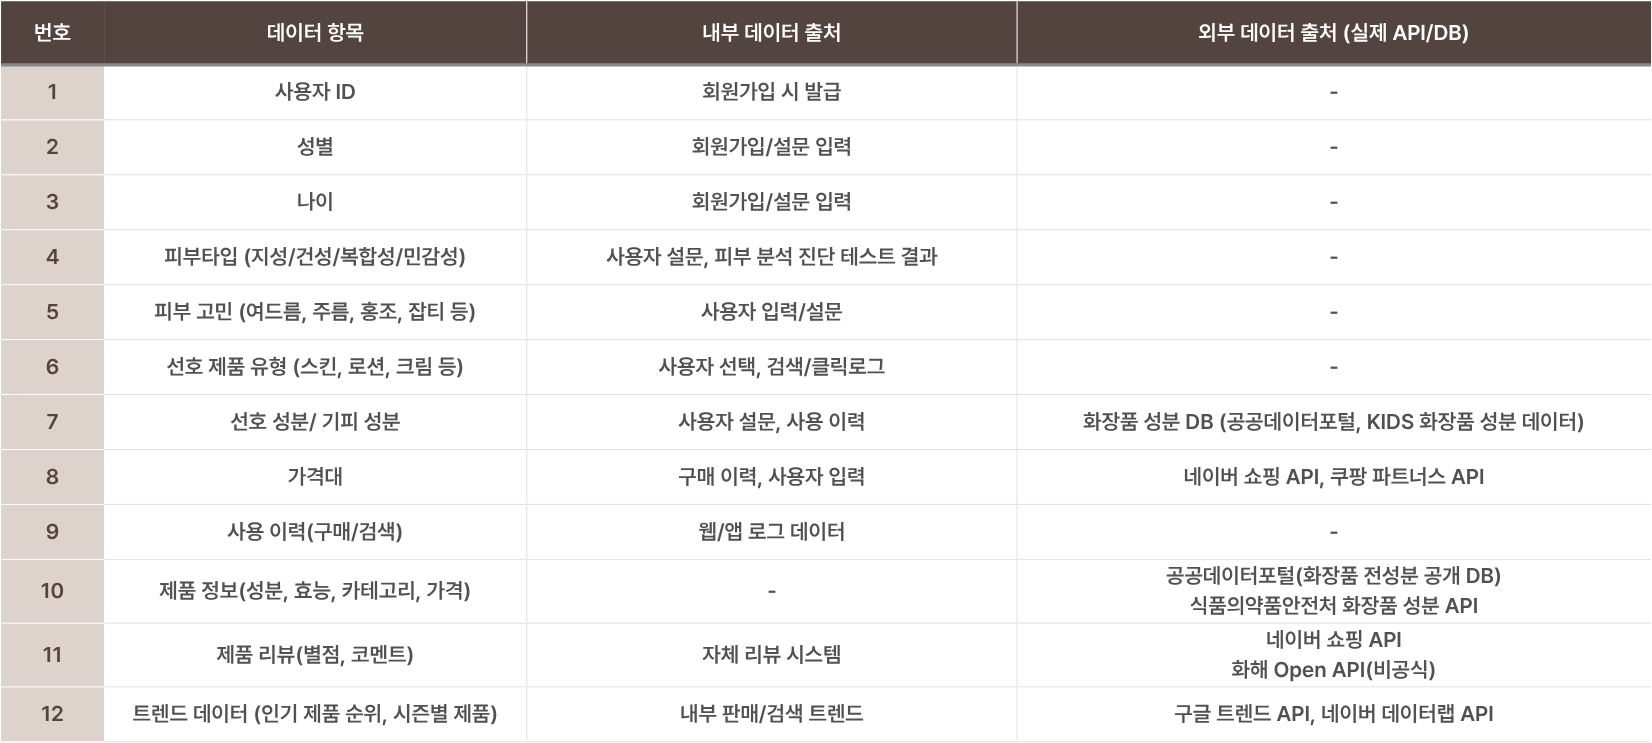 번호 데이터 항목 내부 데이터 출처 외부 데이터 출처 (실제 API/DB)
1 사용자 ID 회원가입 시 발급 -
2 성별 회원가입/설문 입력 -
3 나이 회원가입/설문 입력 -
4 피부타입 (지성/건성/복합성/민감성) 사용자 설문, 피부 분석 진단 테스트 결과 -
5 피부 고민 (여드름, 주름, 홍조, 잡티 등) 사용자 입력/설문 -
6 선호 제품 유형 (스킨, 로션, 크림 등) 사용자 선택, 검색/클릭로그 -
7 선호 성분/ 기피 성분 사용자 설문, 사용 이력 화장품 성분 DB (공공데이터포털, KIDS 화장품 성분 데이터)
8 가격대 구매 이력, 사용자 입력 네이버 쇼핑 API, 쿠팡 파트너스 API
9 사용 이력(구매/검색) 웹/앱 로그 데이터 -
10 제품 정보(성분, 효능, 카테고리, 가격) - 공공데이터포털(화장품 전성분 공개 DB)
식품의약품안전처 화장품 성분 API
11 제품 리뷰(별점, 코멘트) 자체 리뷰 시스템 네이버 쇼핑 API
화해 Open API(비공식)
12 트렌드 데이터 (인기 제품 순위, 시즌별 제품) 내부 판매/검색 트렌드 구글 트렌드 API, 네이버 데이터랩 API